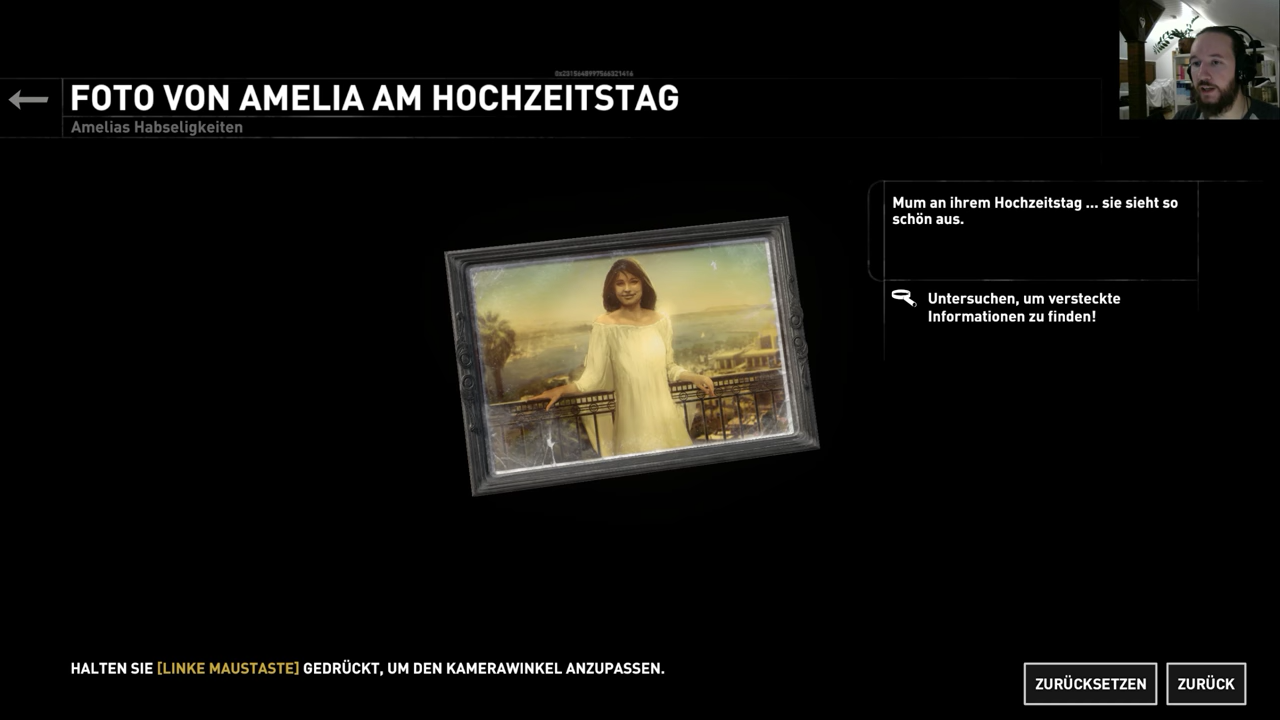 FOTO VON AMELIA AM HOCHZEITSTAG
Amelias Habseligkeiten
Mum an ihrem Hochzeitstag ... sie sieht so
schön aus.
Untersuchen, um versteckte
Informationen zu finden!
HALTEN SIE [LINKE MAUSTASTE] GEDRÜCKT, UM DEN KAMERAWINKEL ANZUPASSEN.
ZURÜCKSETZEN
ZURÜCK